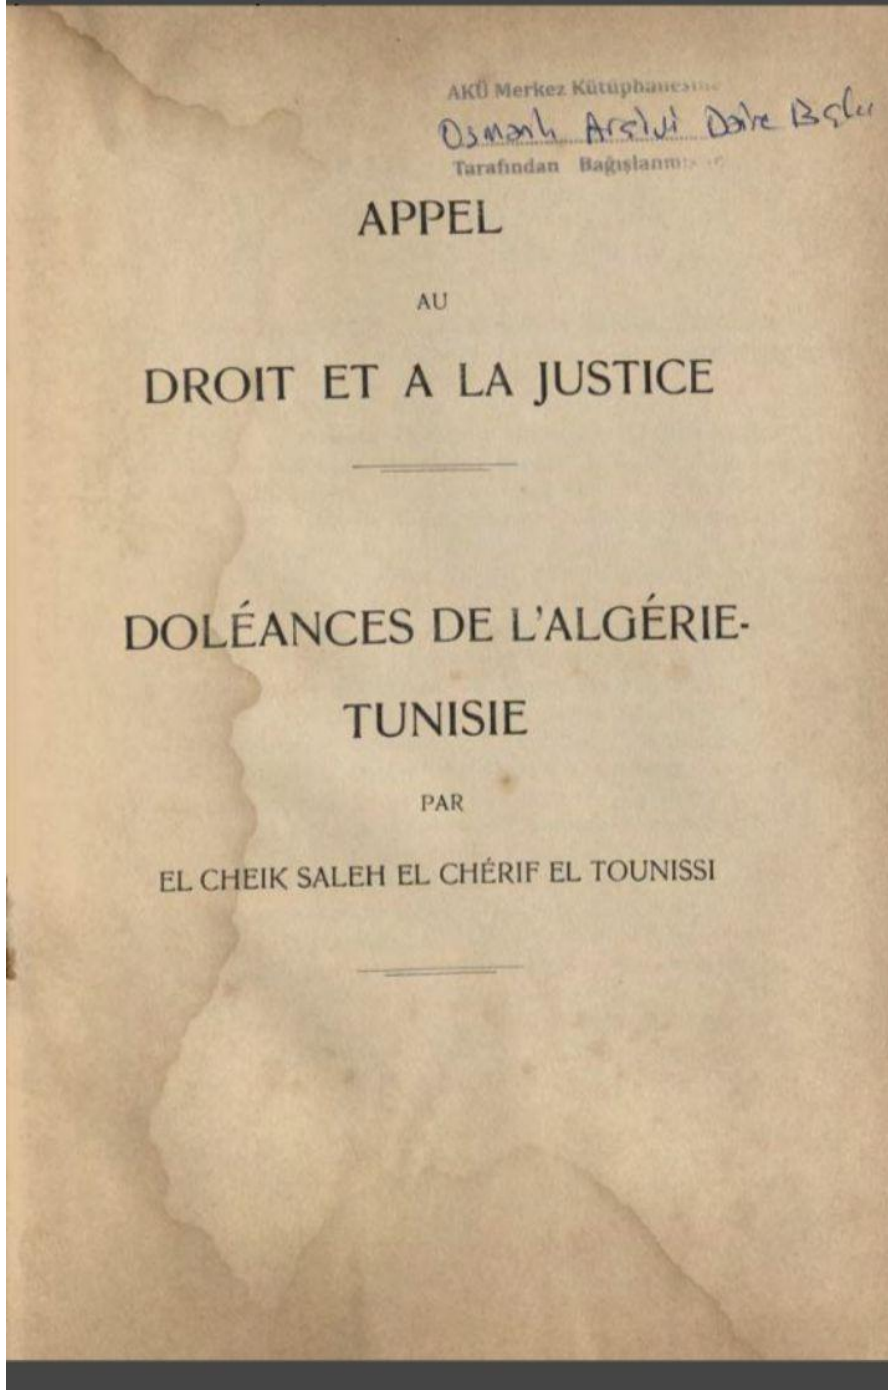 AKÜ Merkez Kütüphanesine
Osmanlı Arşivi Daire Bşk
Tarafından Bağışlanmıştır
APPEL
AU
DROIT ET A LA JUSTICE
DOLÉANCES DE L'ALGÉRIE-
TUNISIE
PAR
EL CHEIK SALEH EL CHÉRIF EL TOUNISSI